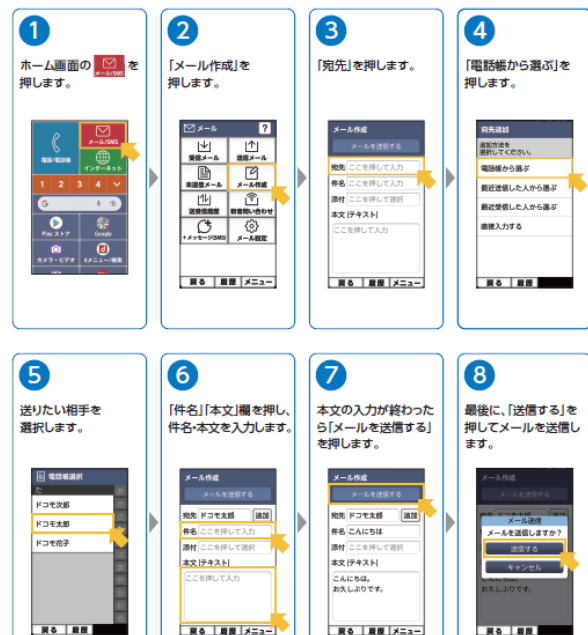 1
ホーム画面の メール/SMS を
押します。
電話/電話帳
メール/SMS
インターネット
1 2 3 4
G
Play ストア
Google
カメラ・ビデオ
dメニュー/検索
2
「メール作成」を
押します。
メール ?
受信メール
送信メール
未送信メール
メール作成
送受信履歴
新着問い合わせ
+メッセージ/SMS
メール設定
戻る 履歴 メニュー
3
「宛先」を押します。
メール作成
メールを送信する
宛先 ここを押して入力
件名 ここを押して入力
添付 ここを押して選択
本文 [テキスト]
ここを押して入力
戻る 履歴 メニュー
4
「電話帳から選ぶ」を
押します。
宛先追加
追加方法を
選択してください。
電話帳から選ぶ
最近送信した人から選ぶ
最近受信した人から選ぶ
直接入力する
戻る 履歴
5
送りたい相手を
選択します。
電話帳選択
た
ドコモ次郎
ドコモ太郎
ドコモ花子
戻る 履歴
6
「件名」「本文」欄を押し、
件名・本文を入力します。
メール作成
メールを送信する
宛先 ドコモ太郎 追加
件名 ここを押して入力
添付 ここを押して選択
本文 [テキスト]
ここを押して入力
戻る 履歴 メニュー
7
本文の入力が終わった
ら「メールを送信する」
を押します。
メール作成
メールを送信する
宛先 ドコモ太郎 追加
件名 こんにちは
添付 ここを押して選択
本文 [テキスト]
こんにちは。
お久しぶりです。
戻る 履歴 メニュー
8
最後に、「送信する」を
押してメールを送信し
ます。
メール作成
メールを送信する
メール送信
メールを送信しますか?
送信する
キャンセル
お久しぶりです。
戻る 履歴 メニュー